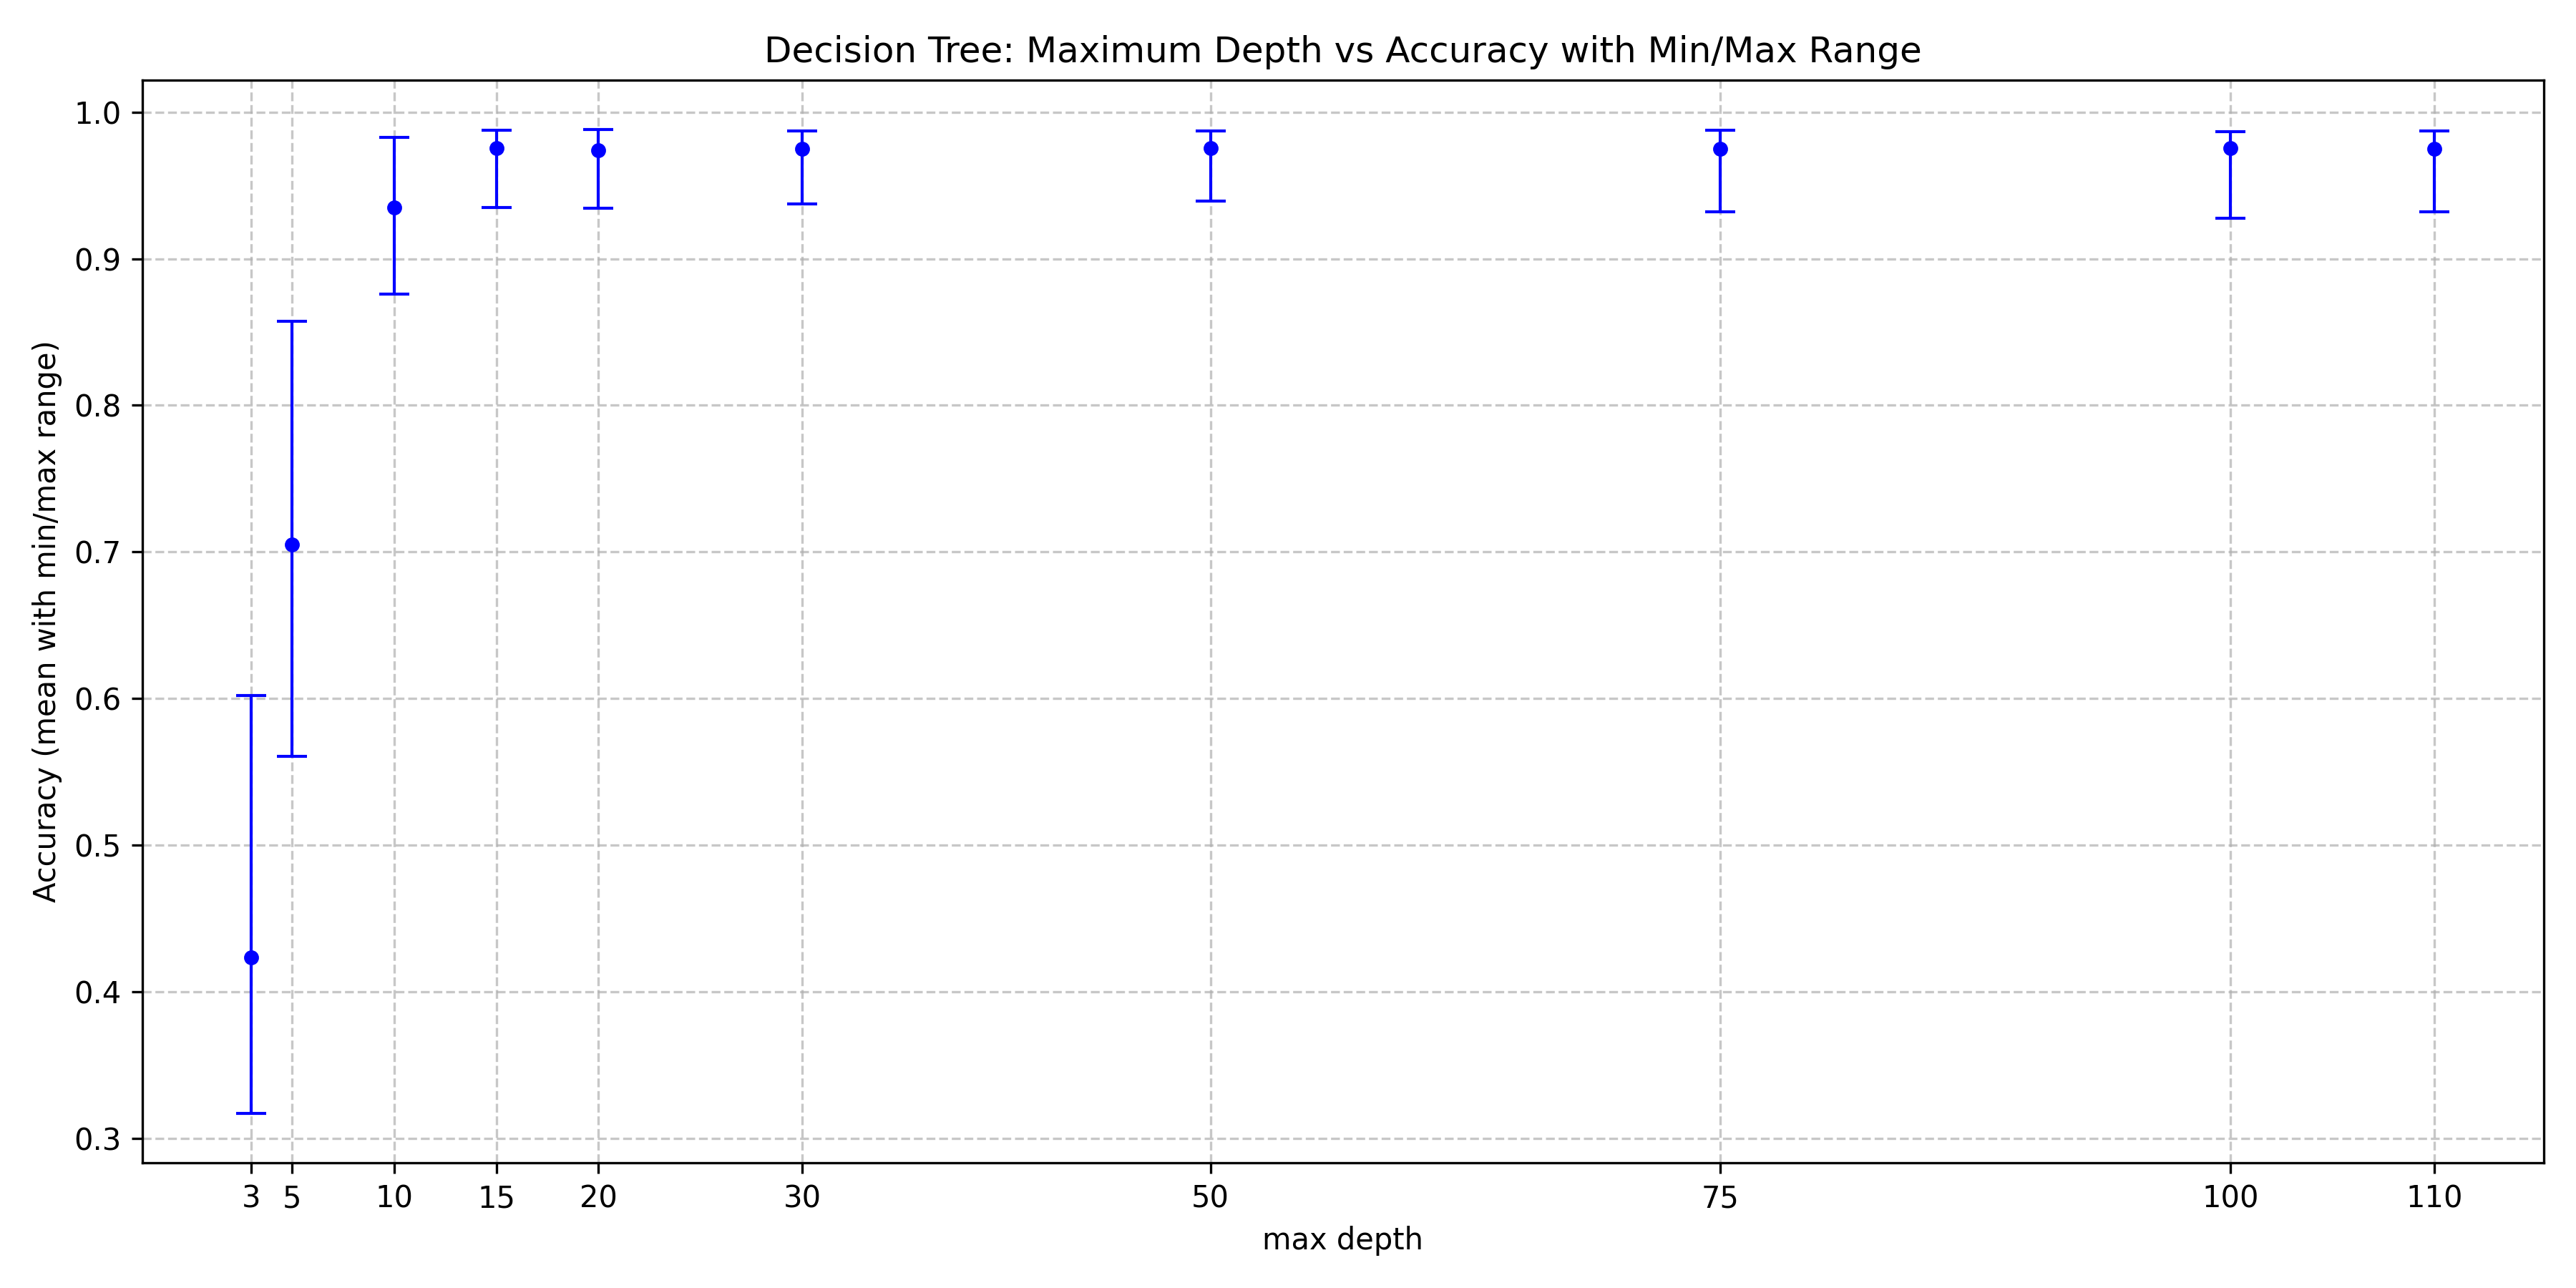 Decision Tree: Maximum Depth vs Accuracy with Min/Max Range
Accuracy (mean with min/max range)
1.0
0.9
0.8
0.7
0.6
0.5
0.4
0.3
3 5 10 15 20 30 50 75 100 110
max depth